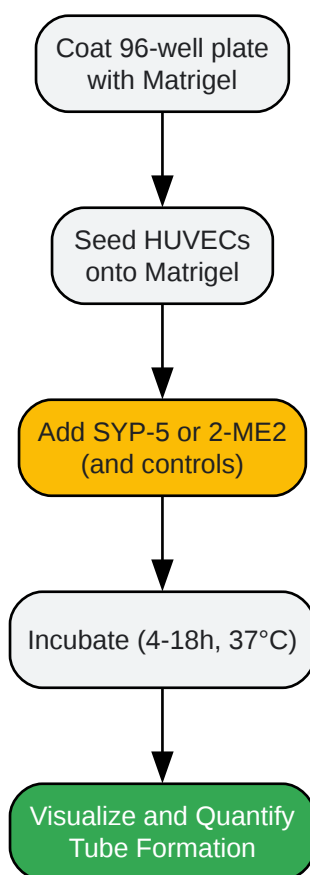 Coat 96-well plate
with Matrigel
Seed HUVECs
onto Matrigel
Add SYP-5 or 2-ME2
(and controls)
Incubate (4-18h, 37°C)
Visualize and Quantify
Tube Formation